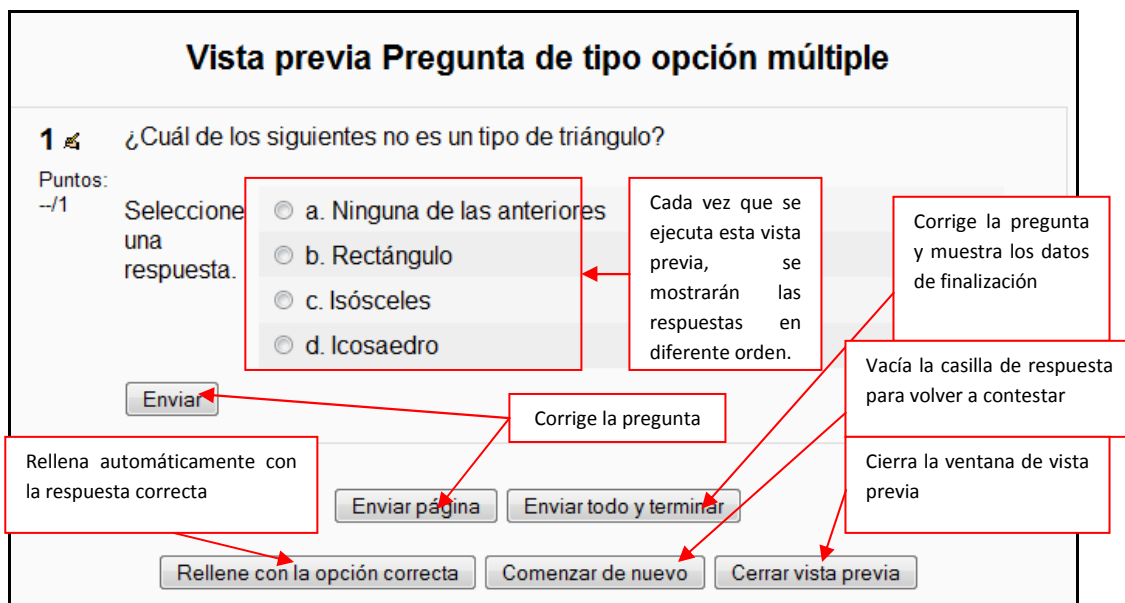 Vista previa Pregunta de tipo opción múltiple
1
¿Cuál de los siguientes no es un tipo de triángulo?
Puntos:
--/1
Seleccione
una
respuesta.
a. Ninguna de las anteriores
b. Rectángulo
c. Isósceles
d. Icosaedro
Cada vez que se
ejecuta esta vista
previa, se
mostrarán las
respuestas en
diferente orden.
Corrige la pregunta
y muestra los datos
de finalización
Vacía la casilla de respuesta
para volver a contestar
Enviar
Corrige la pregunta
Rellena automáticamente con
la respuesta correcta
Cierra la ventana de vista
previa
Enviar página
Enviar todo y terminar
Rellene con la opción correcta
Comenzar de nuevo
Cerrar vista previa